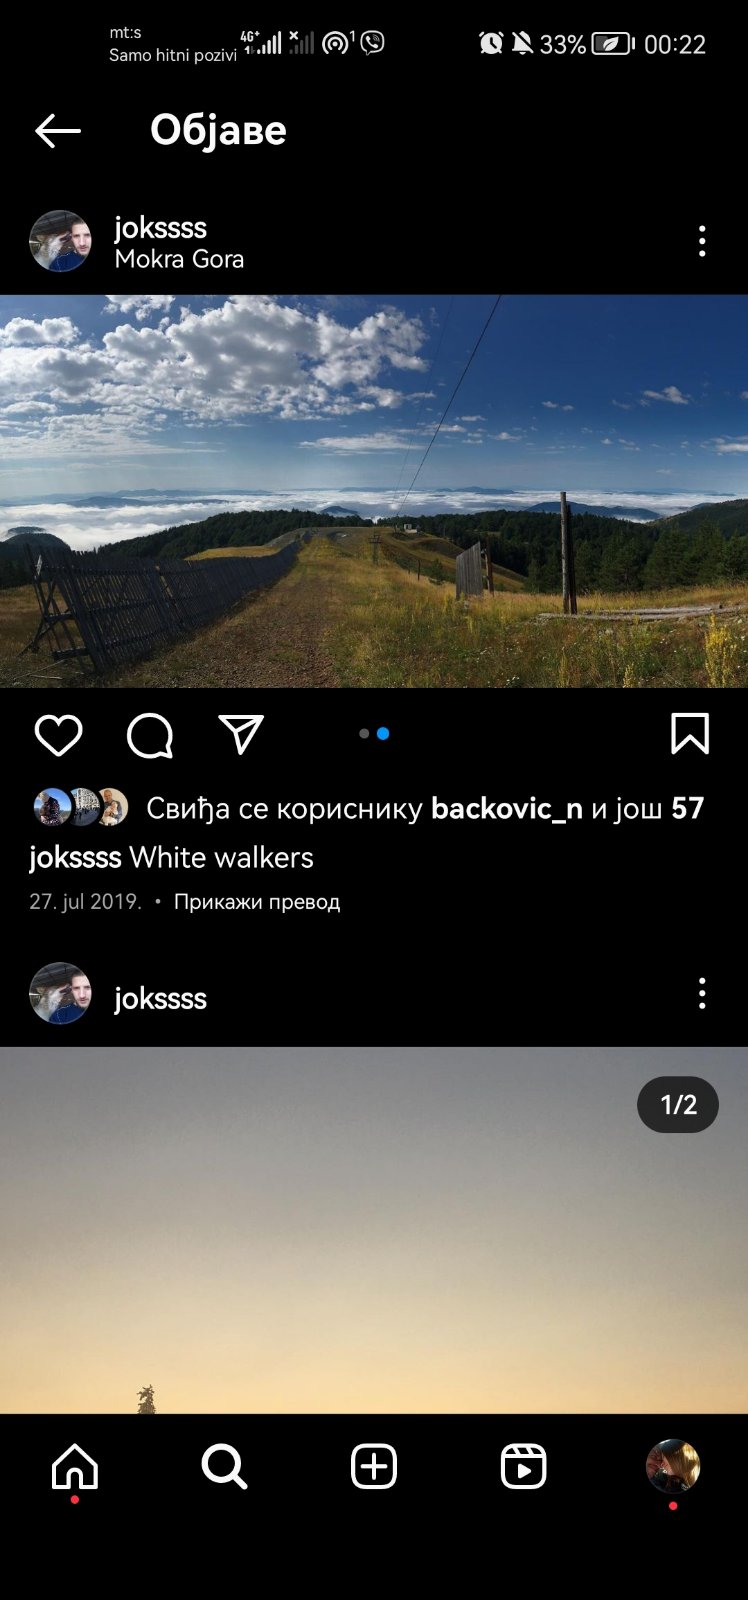 mt:s
Samo hitni pozivi 4G+ 1 33% 00:22
Објаве
jokssss
Mokra Gora
Свиђа се кориснику backovic_n и још 57
jokssss White walkers
27. jul 2019. • Прикажи превод
jokssss
1/2